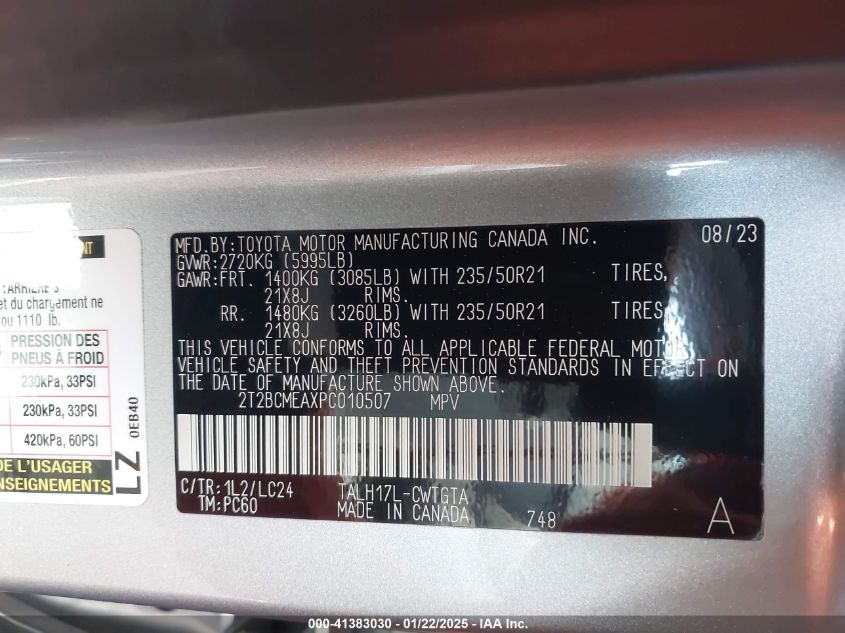 MENT
'ARRIÈRE S
et du chargement ne
ou 1110 lb.
PRESSION DES
PNEUS À FROID
230kPa, 33PSI
230kPa, 33PSI
420kPa, 60PSI
DE L'USAGER
ENSEIGNEMENTS
LZ
0EB40
MFD.BY:TOYOTA MOTOR MANUFACTURING CANADA INC. 08/23
GVWR:2720KG (5995LB)
GAWR:FRT. 1400KG (3085LB) WITH 235/50R21 TIRES,
21X8J RIMS.
RR. 1480KG (3260LB) WITH 235/50R21 TIRES,
21X8J RIMS.
THIS VEHICLE CONFORMS TO ALL APPLICABLE FEDERAL MOTOR
VEHICLE SAFETY AND THEFT PREVENTION STANDARDS IN EFFECT ON
THE DATE OF MANUFACTURE SHOWN ABOVE.
2T2BCMEAXPC010507 MPV
C/TR:1L2/LC24 TALH17L-CWTGTA
TM:PC60 MADE IN CANADA 748 A
000-41383030 - 01/22/2025 - IAA Inc.